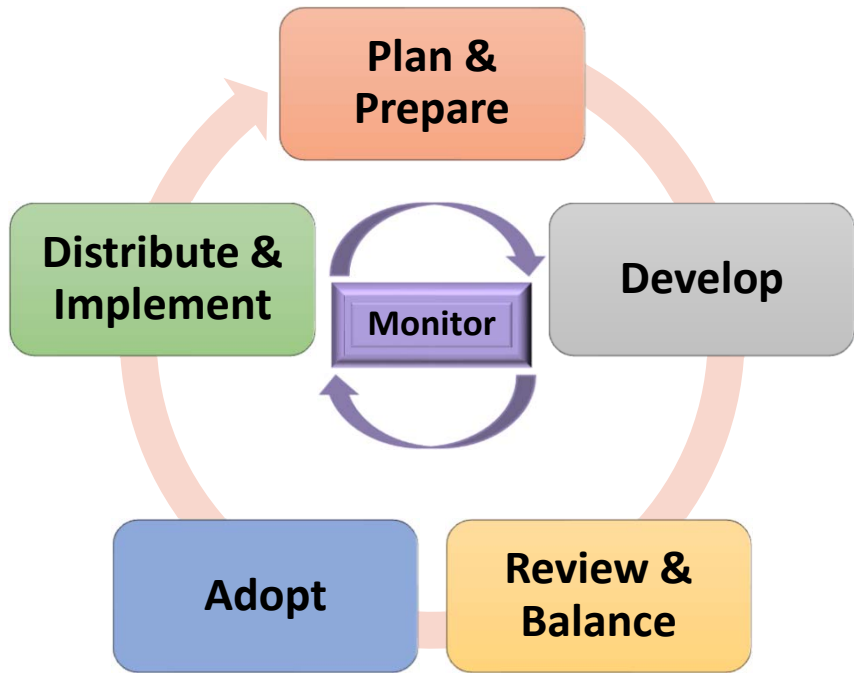 Plan &
Prepare
Distribute &
Implement
Monitor
Develop
Adopt
Review &
Balance